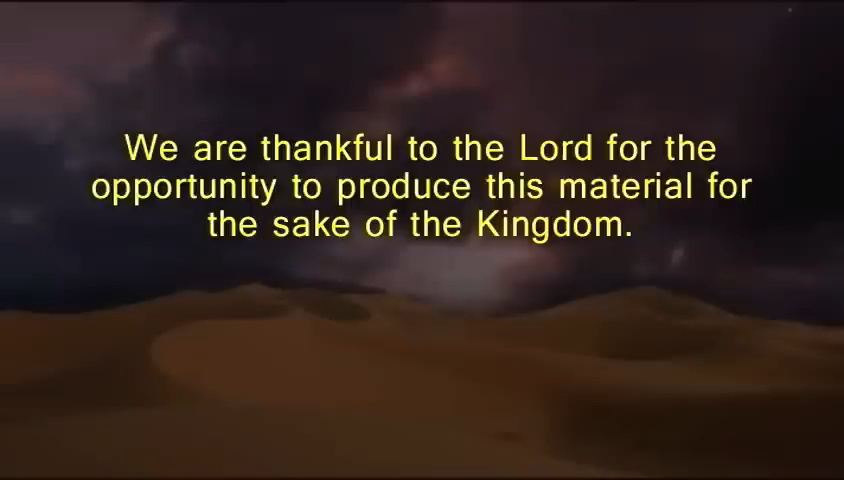 We are thankful to the Lord for the
opportunity to produce this material for
the sake of the Kingdom.